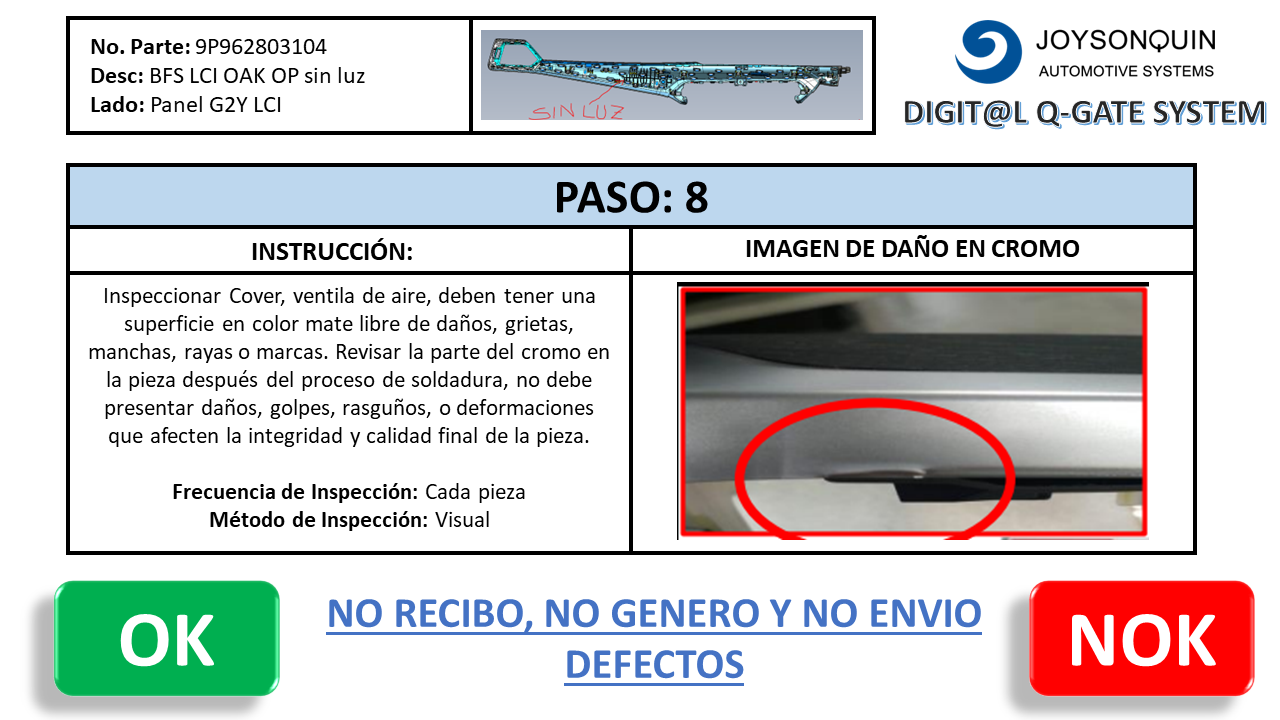 No. Parte: 9P962803104
Desc: BFS LCI OAK OP sin luz
Lado: Panel G2Y LCI
SIN LUZ
JOYSONQUIN
AUTOMOTIVE SYSTEMS
DIGIT@L Q-GATE SYSTEM
PASO: 8
INSTRUCCIÓN:
IMAGEN DE DAÑO EN CROMO
Inspeccionar Cover, ventila de aire, deben tener una
superficie en color mate libre de daños, grietas,
manchas, rayas o marcas. Revisar la parte del cromo en
la pieza después del proceso de soldadura, no debe
presentar daños, golpes, rasguños, o deformaciones
que afecten la integridad y calidad final de la pieza.
Frecuencia de Inspección: Cada pieza
Método de Inspección: Visual
OK
NO RECIBO, NO GENERO Y NO ENVIO
DEFECTOS
NOK